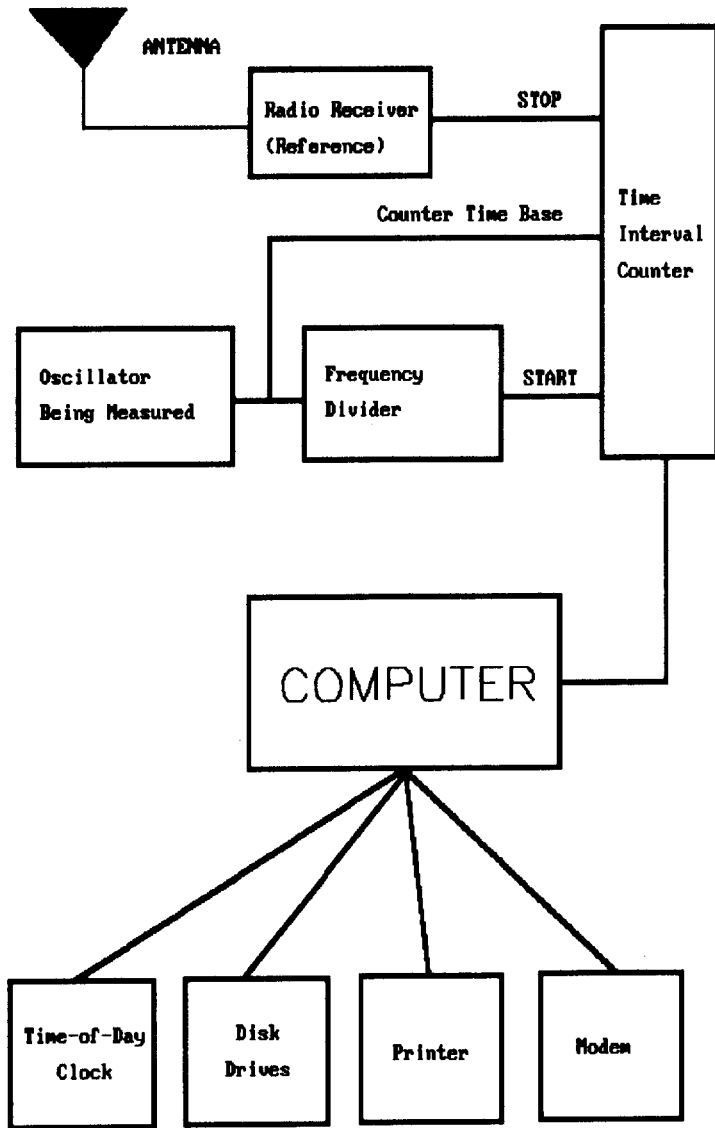 ANTENNA
Radio Receiver
(Reference)
STOP
Counter Time Base
Time
Interval
Counter
Oscillator
Being Measured
Frequency
Divider
START
COMPUTER
Time-of-Day
Clock
Disk
Drives
Printer
Modem